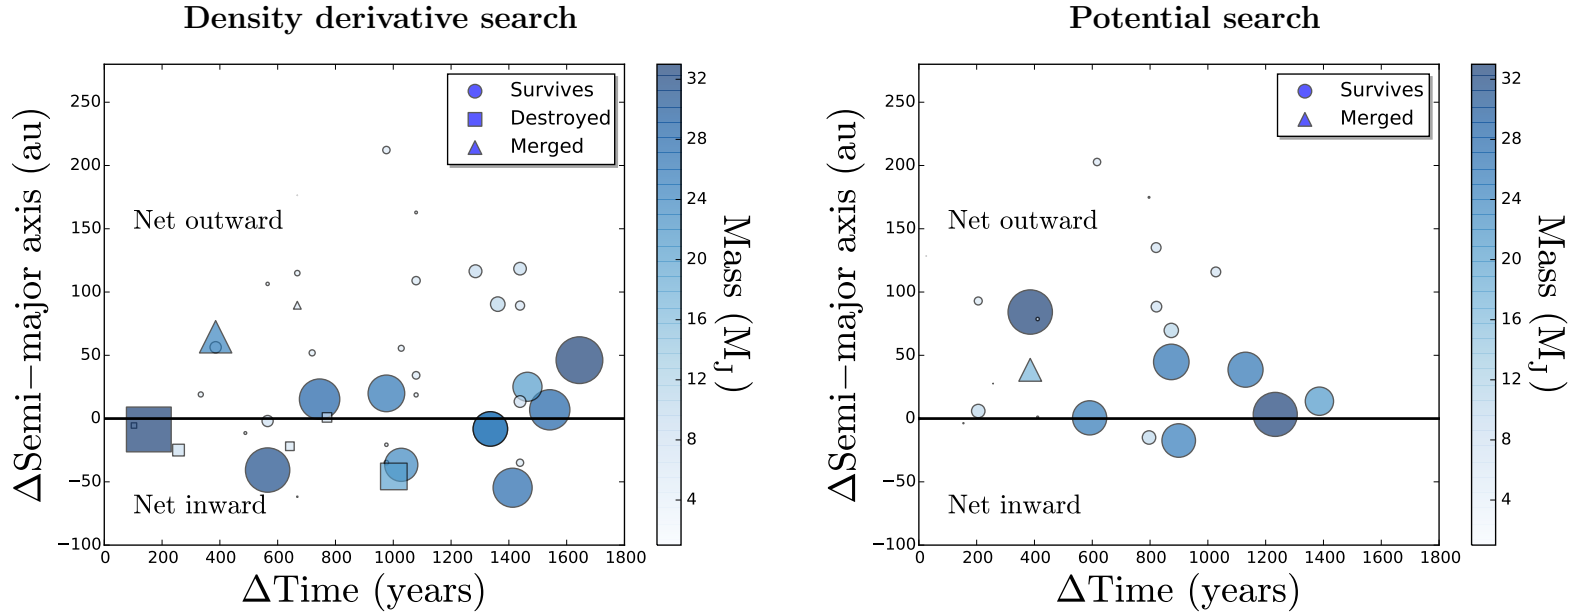 Density derivative search
ΔSemi−major axis (au)
250
200
150
100
50
0
−50
−100
Survives
Destroyed
Merged
Net outward
Net inward
0 200 400 600 800 1000 1200 1400 1600 1800
ΔTime (years)
32
28
24
20
16
12
8
4
Mass (M_J)
Potential search
ΔSemi−major axis (au)
250
200
150
100
50
0
−50
−100
Survives
Merged
Net outward
Net inward
0 200 400 600 800 1000 1200 1400 1600 1800
ΔTime (years)
32
28
24
20
16
12
8
4
Mass (M_J)